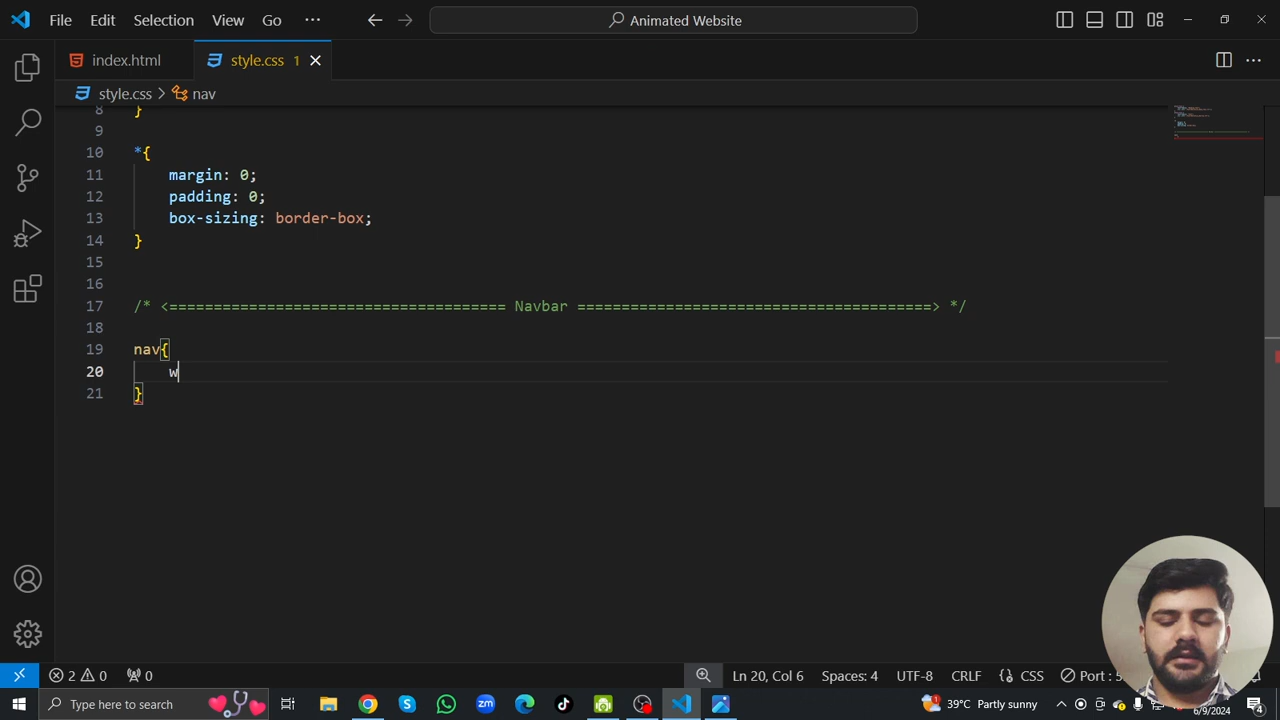 File Edit Selection View Go ··· Animated Website
index.html style.css 1
style.css > nav
8 }
9
10 *{
11 margin: 0;
12 padding: 0;
13 box-sizing: border-box;
14 }
15
16
17 /* <====================================== Navbar ========================================> */
18
19 nav{
20 w
21 }
2 0 0 Ln 20, Col 6 Spaces: 4 UTF-8 CRLF {} CSS Port : 5
Type here to search 39°C Partly sunny 6/9/2024 4